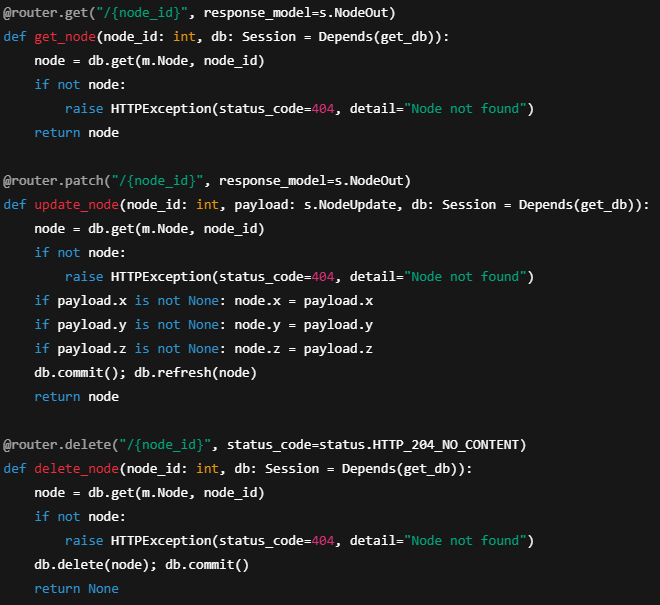 @router.get("/{node_id}", response_model=s.NodeOut)
def get_node(node_id: int, db: Session = Depends(get_db)):
    node = db.get(m.Node, node_id)
    if not node:
        raise HTTPException(status_code=404, detail="Node not found")
    return node

@router.patch("/{node_id}", response_model=s.NodeOut)
def update_node(node_id: int, payload: s.NodeUpdate, db: Session = Depends(get_db)):
    node = db.get(m.Node, node_id)
    if not node:
        raise HTTPException(status_code=404, detail="Node not found")
    if payload.x is not None: node.x = payload.x
    if payload.y is not None: node.y = payload.y
    if payload.z is not None: node.z = payload.z
    db.commit(); db.refresh(node)
    return node

@router.delete("/{node_id}", status_code=status.HTTP_204_NO_CONTENT)
def delete_node(node_id: int, db: Session = Depends(get_db)):
    node = db.get(m.Node, node_id)
    if not node:
        raise HTTPException(status_code=404, detail="Node not found")
    db.delete(node); db.commit()
    return None